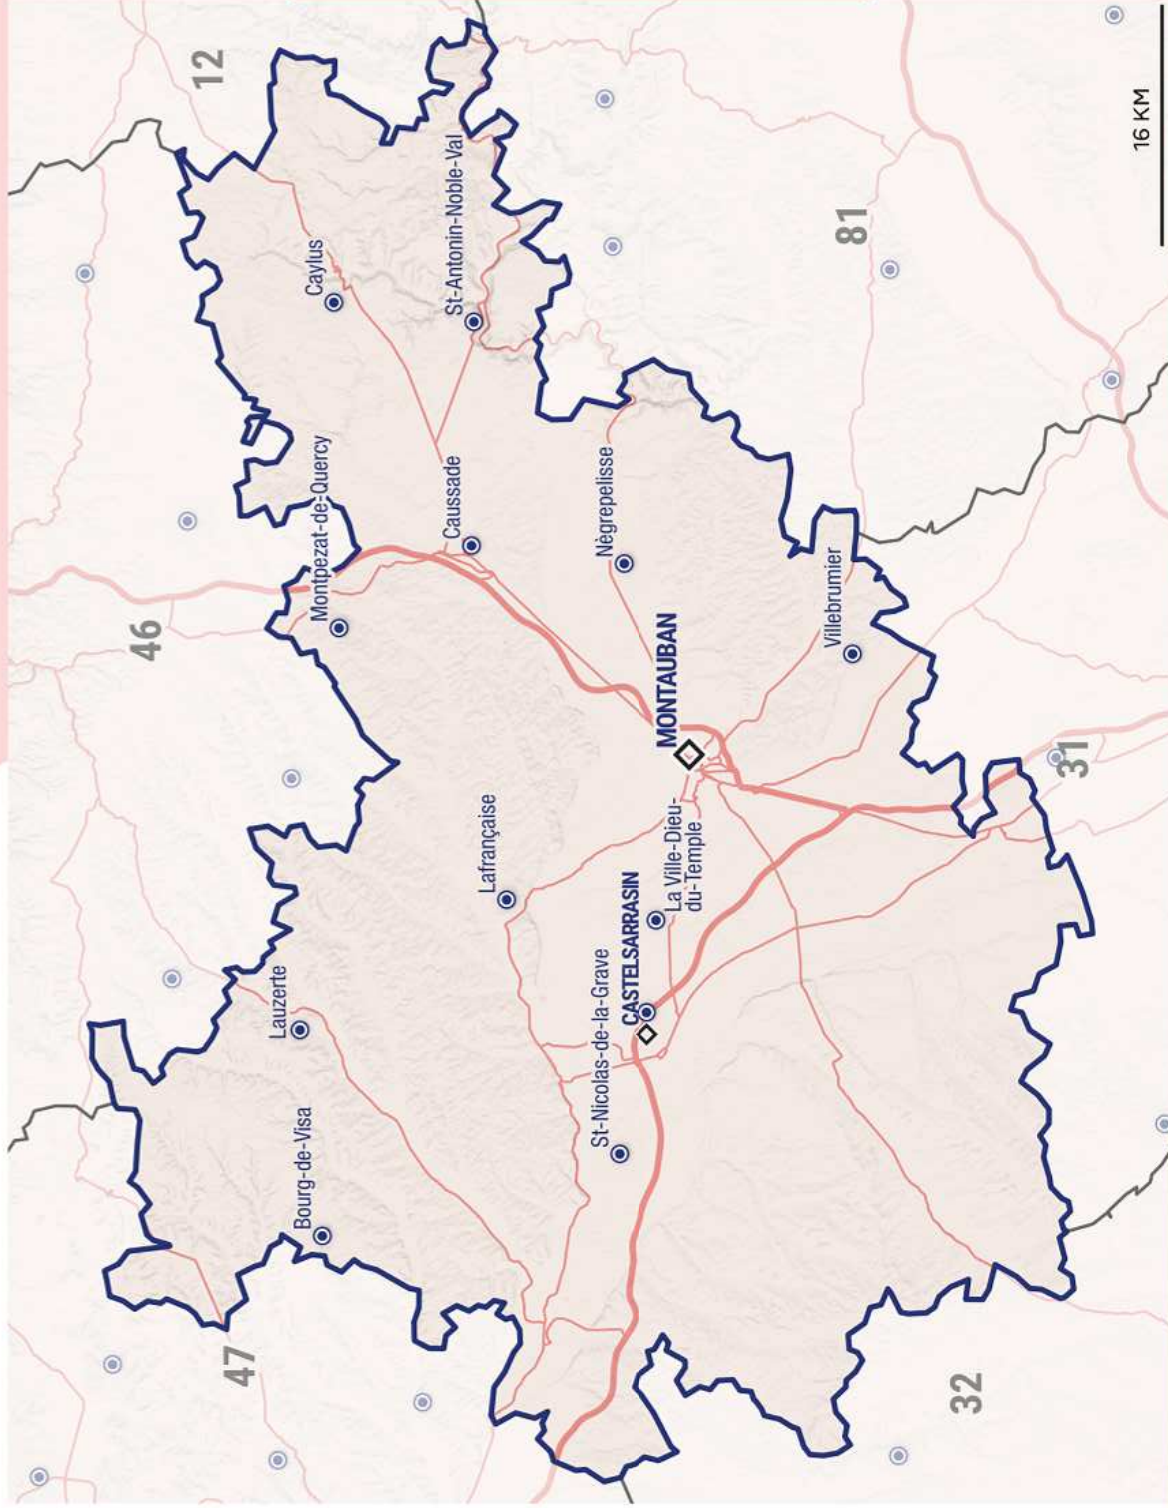 46
12
47
Montpezat-de-Quercy
Caylus
Lauzerte
Bourg-de-Visa
Caussade
St-Antonin-Noble-Val
Lafrançaise
Nègrepelisse
St-Nicolas-de-la-Grave
CASTELSARRASIN
La Ville-Dieu-
du-Temple
MONTAUBAN
Villebrumier
81
32
31
16 KM